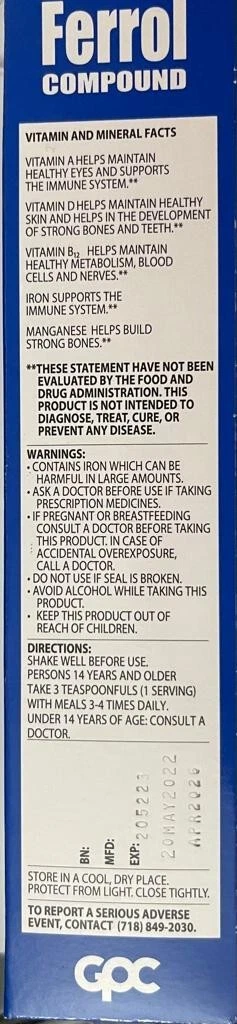 Ferrol
COMPOUND
VITAMIN AND MINERAL FACTS
VITAMIN A HELPS MAINTAIN
HEALTHY EYES AND SUPPORTS
THE IMMUNE SYSTEM.**
VITAMIN D HELPS MAINTAIN HEALTHY
SKIN AND HELPS IN THE DEVELOPMENT
OF STRONG BONES AND TEETH.**
VITAMIN B12 HELPS MAINTAIN
HEALTHY METABOLISM, BLOOD
CELLS AND NERVES.**
IRON SUPPORTS THE
IMMUNE SYSTEM.**
MANGANESE HELPS BUILD
STRONG BONES.**
**THESE STATEMENT HAVE NOT BEEN
EVALUATED BY THE FOOD AND
DRUG ADMINISTRATION. THIS
PRODUCT IS NOT INTENDED TO
DIAGNOSE, TREAT, CURE, OR
PREVENT ANY DISEASE.
WARNINGS:
• CONTAINS IRON WHICH CAN BE
HARMFUL IN LARGE AMOUNTS.
• ASK A DOCTOR BEFORE USE IF TAKING
PRESCRIPTION MEDICINES.
• IF PREGNANT OR BREASTFEEDING
CONSULT A DOCTOR BEFORE TAKING
THIS PRODUCT. IN CASE OF
ACCIDENTAL OVEREXPOSURE,
CALL A DOCTOR.
• DO NOT USE IF SEAL IS BROKEN.
• AVOID ALCOHOL WHILE TAKING THIS
PRODUCT.
• KEEP THIS PRODUCT OUT OF
REACH OF CHILDREN.
DIRECTIONS:
SHAKE WELL BEFORE USE.
PERSONS 14 YEARS AND OLDER
TAKE 3 TEASPOONFULS (1 SERVING)
WITH MEALS 3-4 TIMES DAILY.
UNDER 14 YEARS OF AGE: CONSULT A
DOCTOR.
BN: 205223
MFD: 20MAY2022
EXP: APR2026
STORE IN A COOL, DRY PLACE.
PROTECT FROM LIGHT. CLOSE TIGHTLY.
TO REPORT A SERIOUS ADVERSE
EVENT, CONTACT (718) 849-2030.
GPC